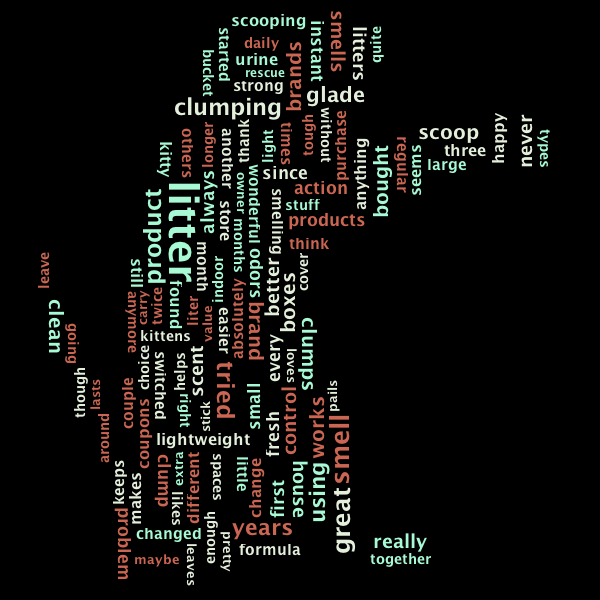 scooping
smells
started
daily
instant
litters
quite
bucket
urine
rescue
brands
strong
glade
clumping
without
scoop
never
types
happy
three
large
others
longer
another
thank
light
times
tough
purchase
anything
bought
regular
seems
kitty
litter
always
since
action
product
store
wonderful
owner
smelling
stuff
products
think
months
odors
month
indoor
better
cover
boxes
leave
still
found
anymore
carry
twice
liter
value
easier
absolutely
brand
clumps
clean
going
kittens
every
loves
though
lasts
couple
choice
switched
helps
scent
tried
small
control
pails
coupons
right
stick
fresh
works
smell
around
lightweight
keeps
makes
clump
extra
likes
different
spaces
little
change
first
house
using
great
problem
changed
enough
pretty
years
formula
really
together
maybe
leaves